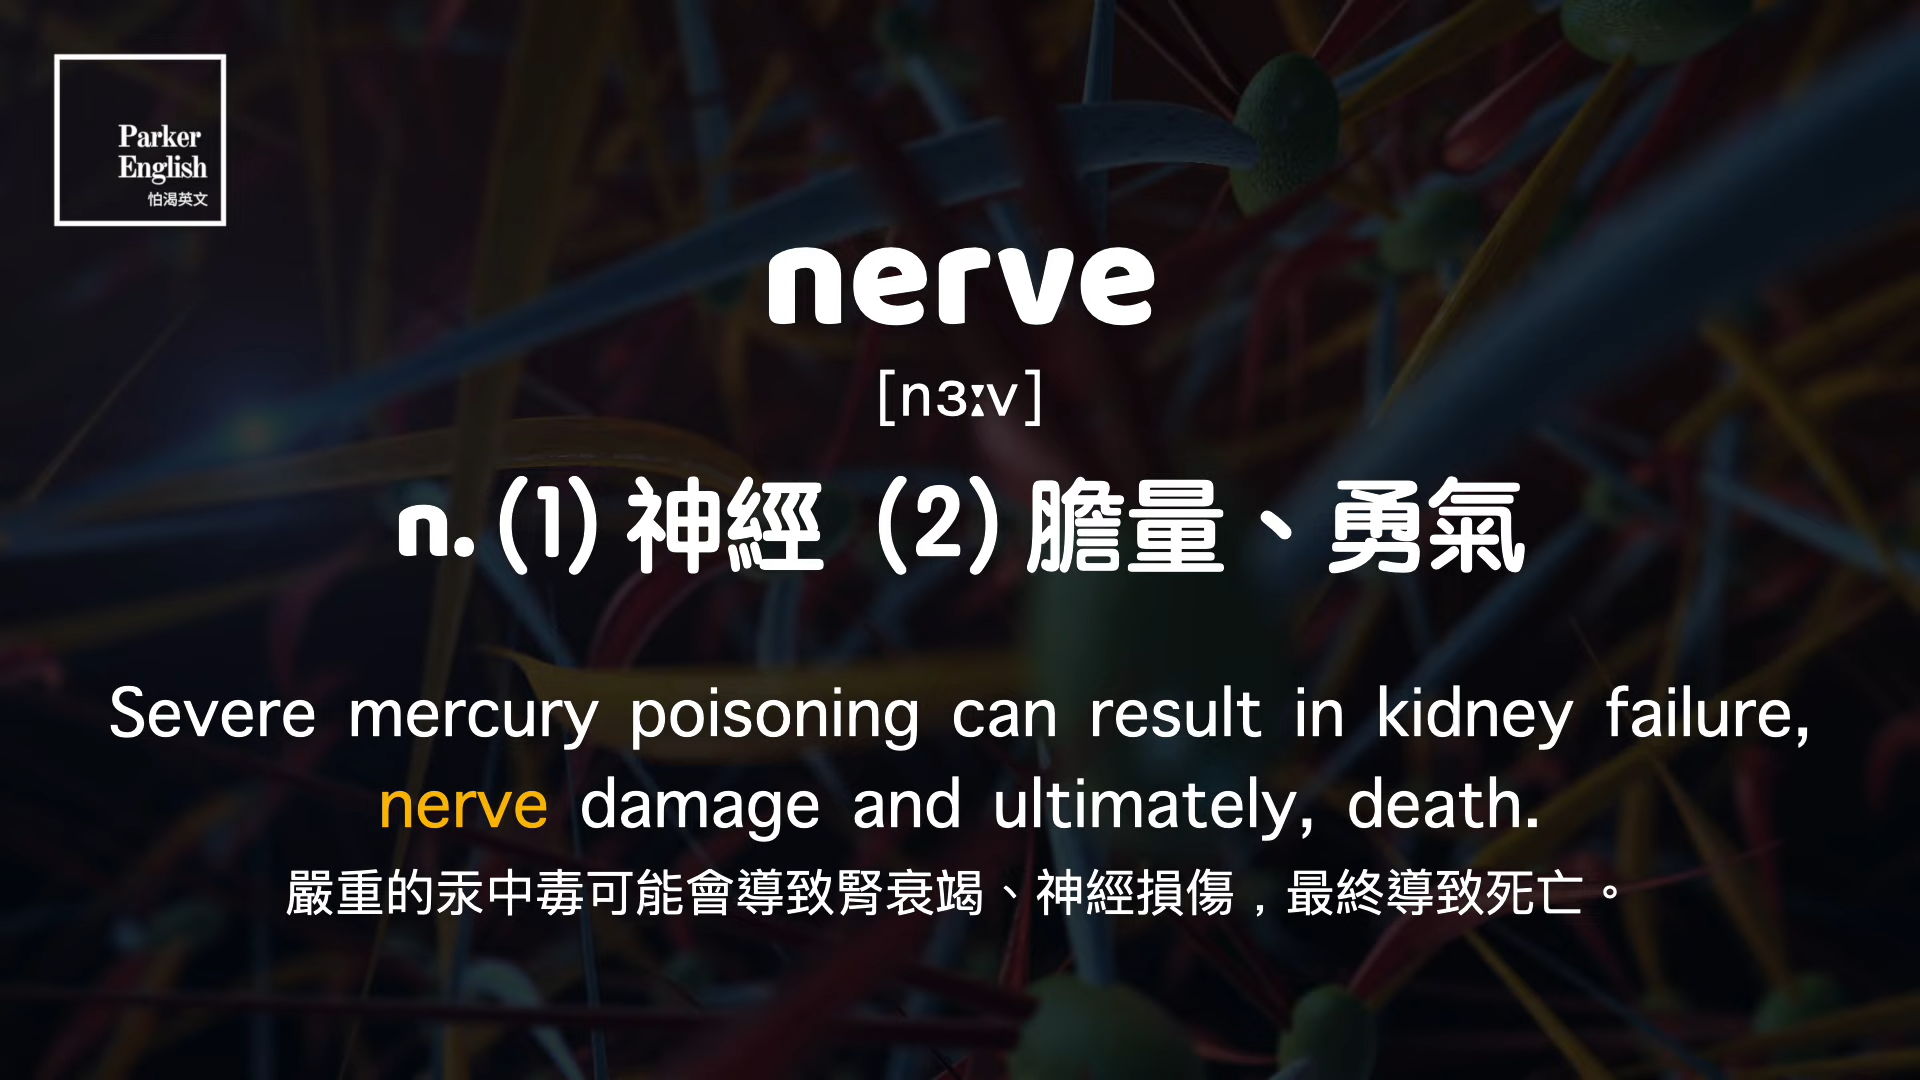 Parker
English
怕渴英文
nerve
[nɜːv]
n. (1) 神經 (2) 膽量、勇氣
Severe mercury poisoning can result in kidney failure,
nerve damage and ultimately, death.
嚴重的汞中毒可能會導致腎衰竭、神經損傷，最終導致死亡。